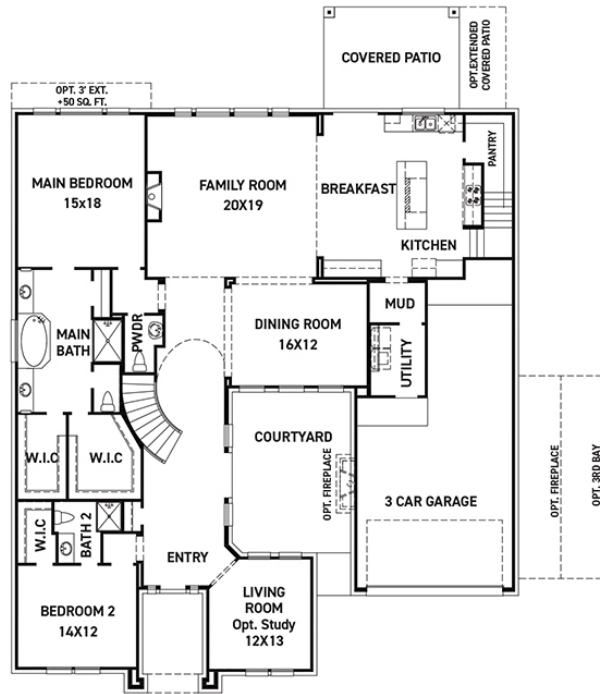 COVERED PATIO
OPT.EXTENDED
COVERED PATIO
OPT. 3' EXT.
+50 SQ. FT.
MAIN BEDROOM
15x18
FAMILY ROOM
20X19
BREAKFAST
PANTRY
KITCHEN
MUD
MAIN
BATH
PWDR
DINING ROOM
16X12
UTILITY
W.I.C
W.I.C
COURTYARD
OPT. FIREPLACE
3 CAR GARAGE
OPT. FIREPLACE
OPT. 3RD BAY
W.I.C
BATH 2
ENTRY
BEDROOM 2
14X12
LIVING
ROOM
Opt. Study
12X13